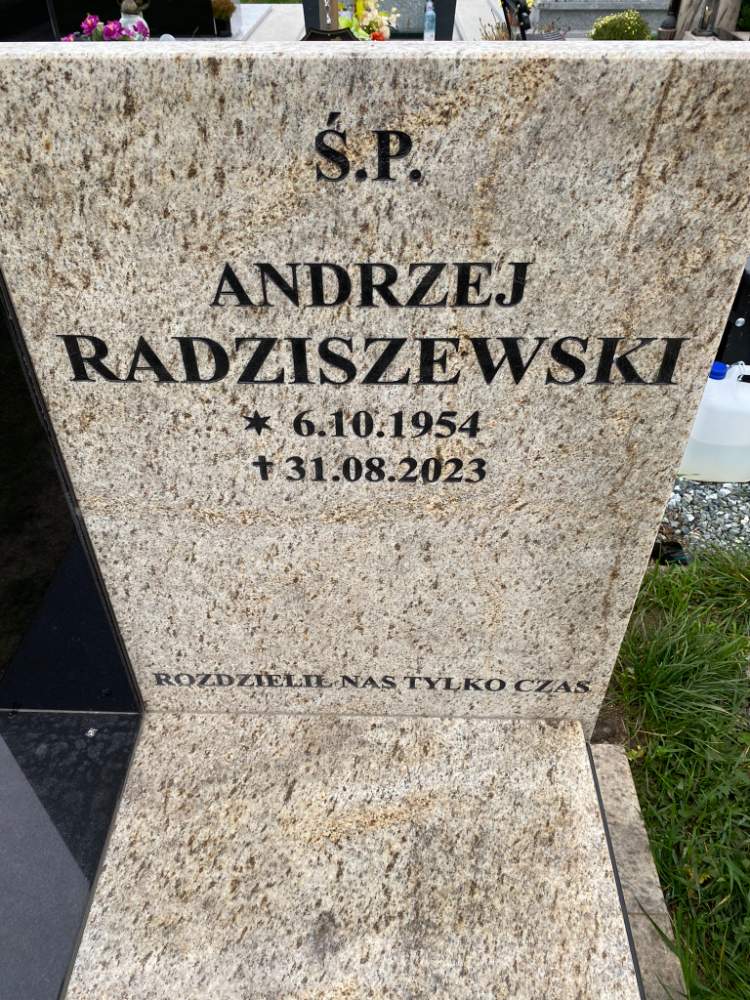 Ś.P.
ANDRZEJ
RADZISZEWSKI
✶ 6.10.1954
✝ 31.08.2023
ROZDZIELIŁ NAS TYLKO CZAS